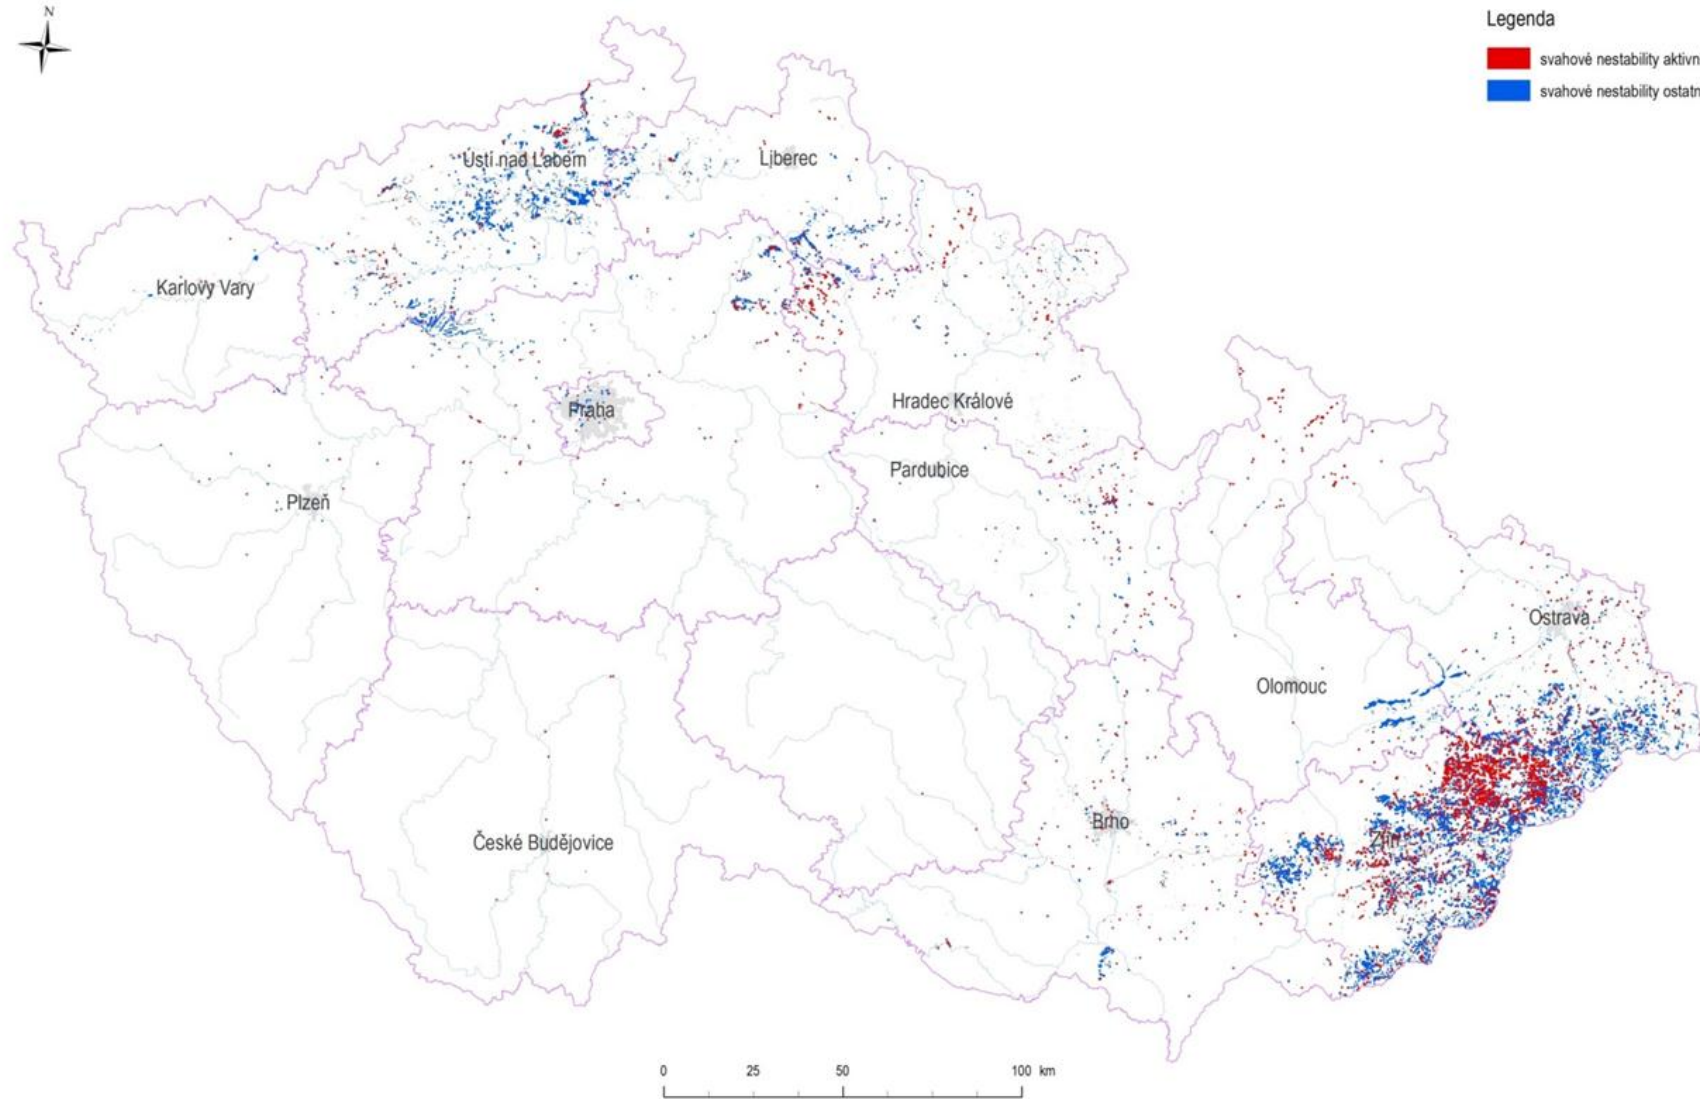 N
Legenda
svahové nestability aktivn
svahové nestability ostatn
Ústí nad Labem
Liberec
Karlovy Vary
Hradec Králové
Praha
Pardubice
Plzeň
Ostrava
Olomouc
Brno
České Budějovice
Zlín
0 25 50 100 km